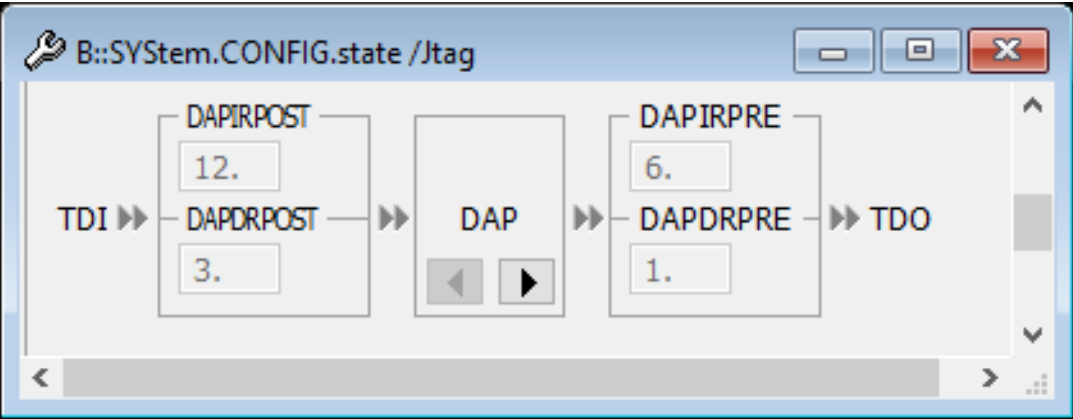 B::SYStem.CONFIG.state /Jtag
DAPIRPOST
12.
DAPIRPRE
6.
TDI
DAPDRPOST
DAP
DAPDRPRE
TDO
3.
1.